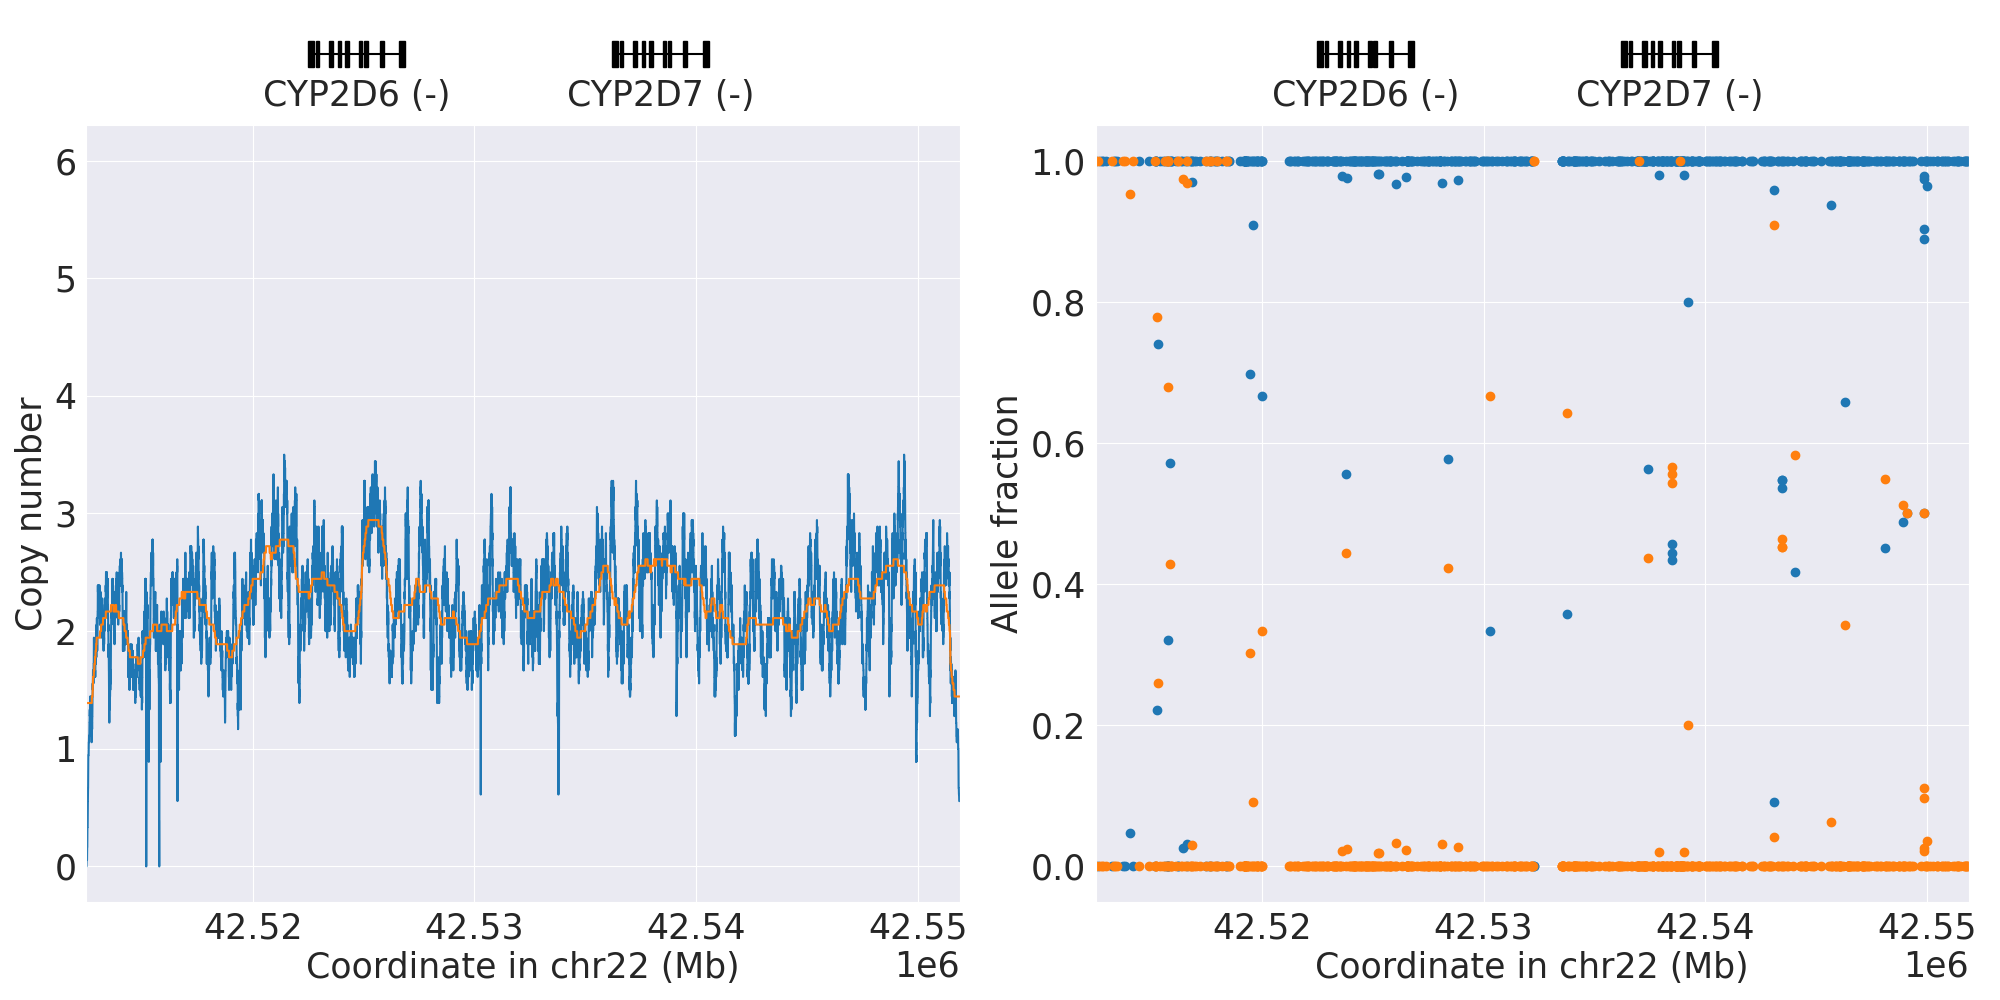 CYP2D6 (-) CYP2D7 (-)
6
5
4
3
2
1
0
Copy number
42.52 42.53 42.54 42.55
Coordinate in chr22 (Mb)
1e6
CYP2D6 (-) CYP2D7 (-)
1.0
0.8
0.6
0.4
0.2
0.0
Allele fraction
42.52 42.53 42.54 42.55
Coordinate in chr22 (Mb)
1e6